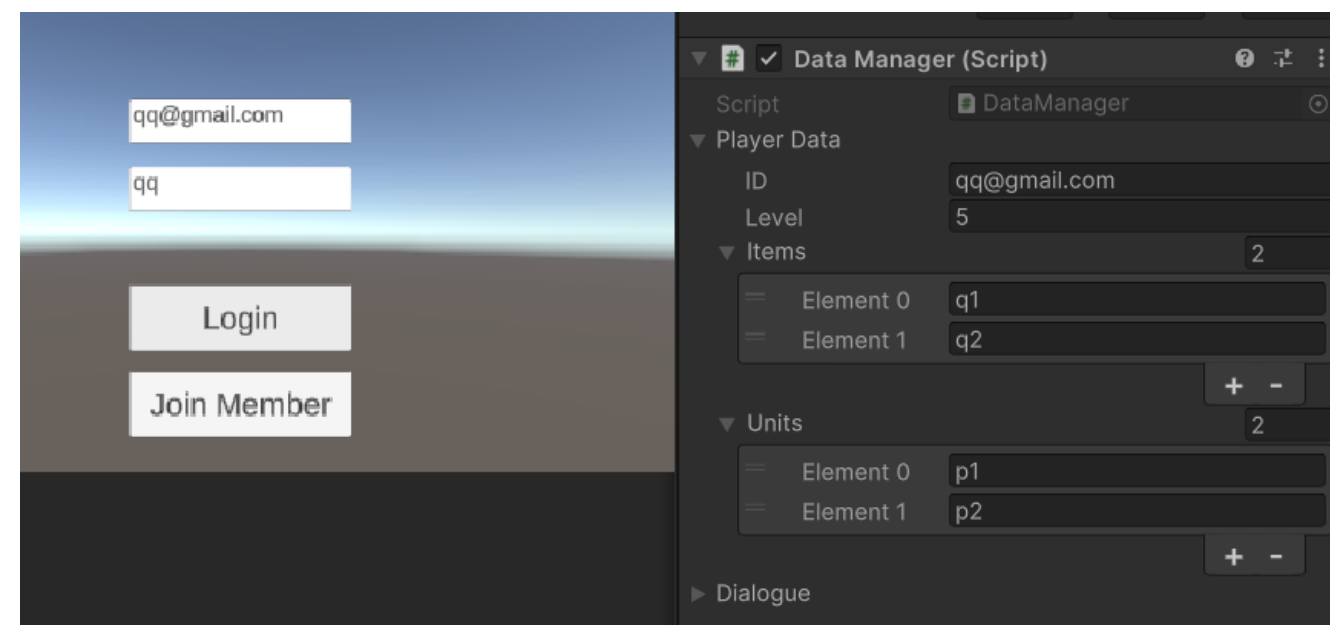 qq@gmail.com
qq
Login
Join Member
Data Manager (Script)
Script DataManager
Player Data
ID qq@gmail.com
Level 5
Items 2
Element 0 q1
Element 1 q2
+ -
Units 2
Element 0 p1
Element 1 p2
+ -
Dialogue